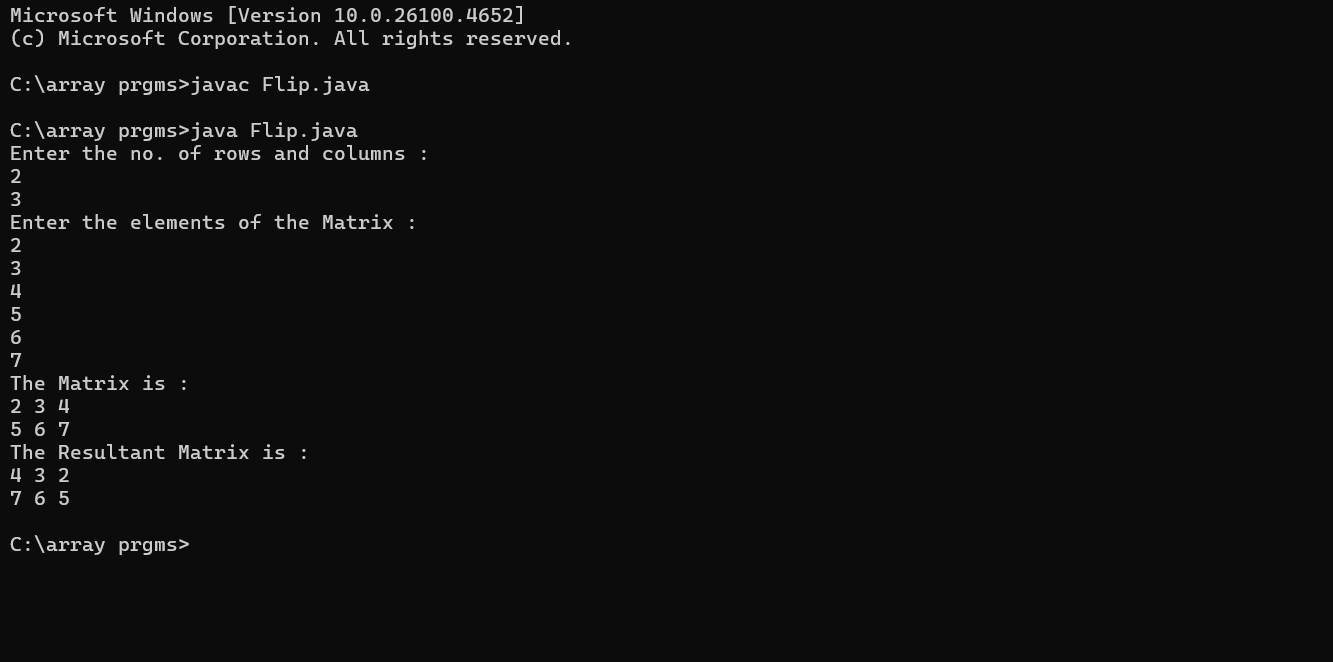 Microsoft Windows [Version 10.0.26100.4652]
(c) Microsoft Corporation. All rights reserved.
C:\array prgms>javac Flip.java
C:\array prgms>java Flip.java
Enter the no. of rows and columns :
2
3
Enter the elements of the Matrix :
2
3
4
5
6
7
The Matrix is :
2 3 4
5 6 7
The Resultant Matrix is :
4 3 2
7 6 5
C:\array prgms>